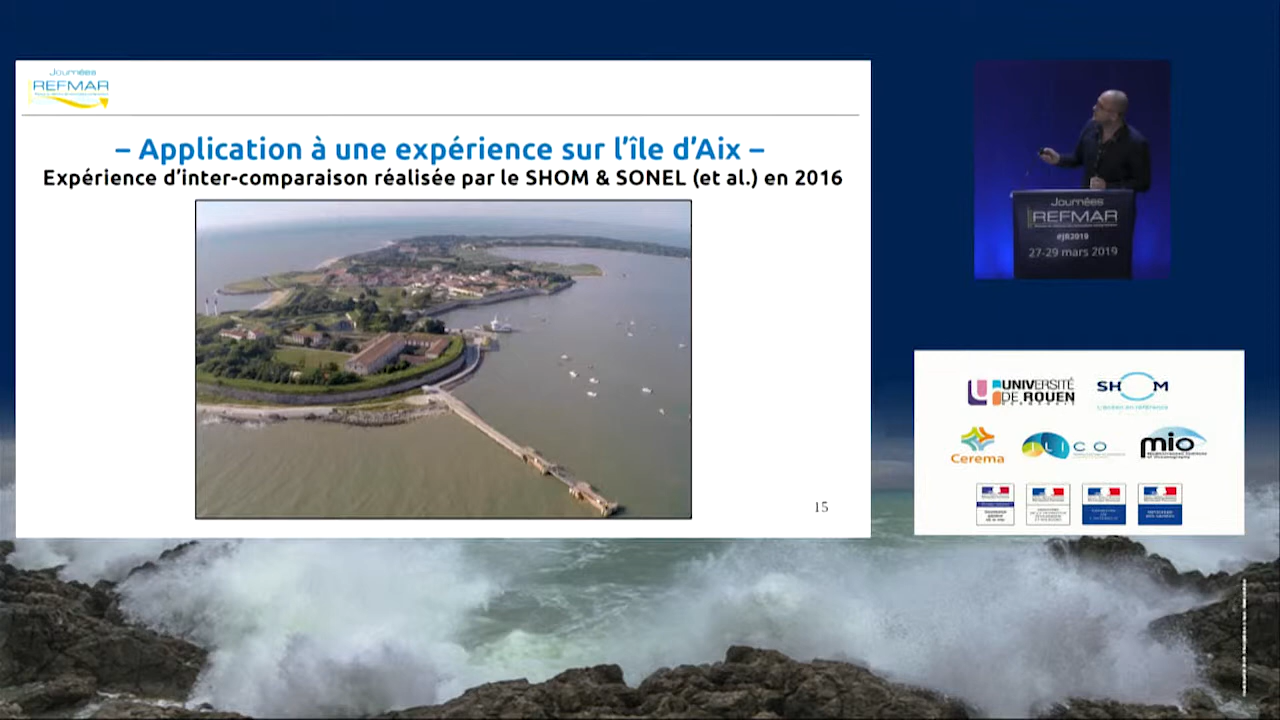 Journées
REFMAR
– Application à une expérience sur l'île d'Aix –
Expérience d'inter-comparaison réalisée par le SHOM & SONEL (et al.) en 2016
15
Journées
REFMAR
#JR2019
27-29 mars 2019
UNIVERSITÉ
DE ROUEN
SHOM
Cerema
ILICO
mio